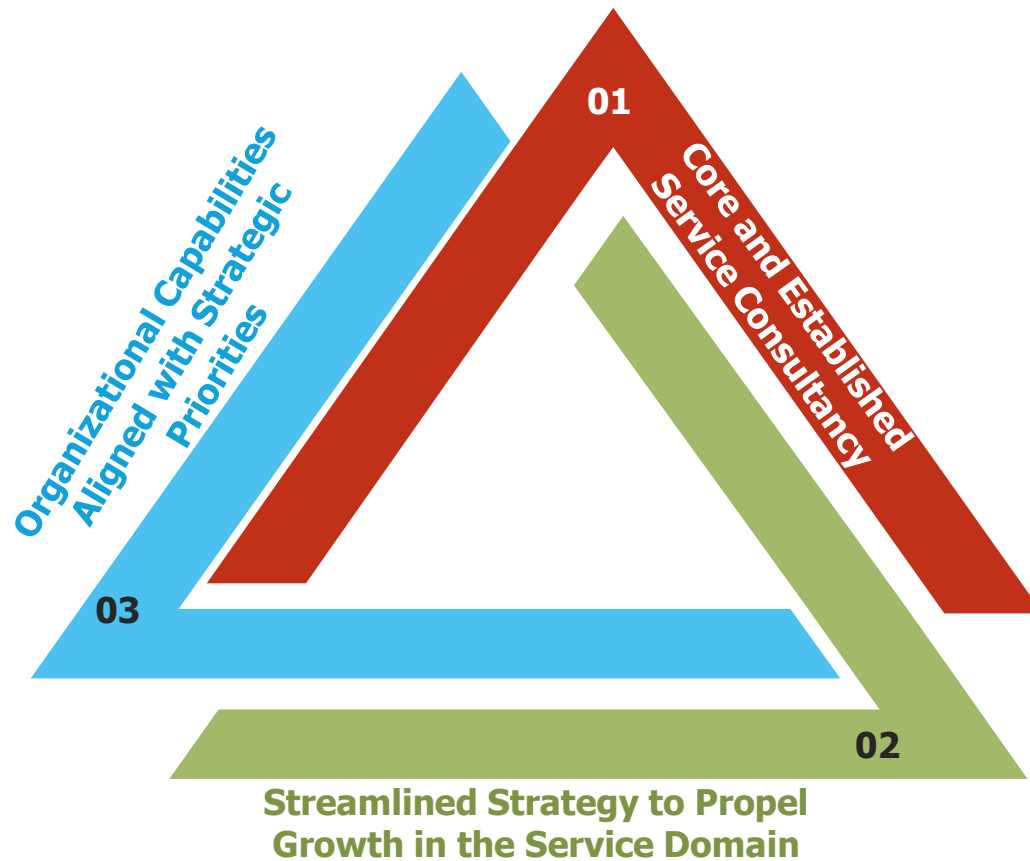 01
Core and Established
Service Consultancy
02
Streamlined Strategy to Propel
Growth in the Service Domain
03
Organizational Capabilities
Aligned with Strategic
Priorities